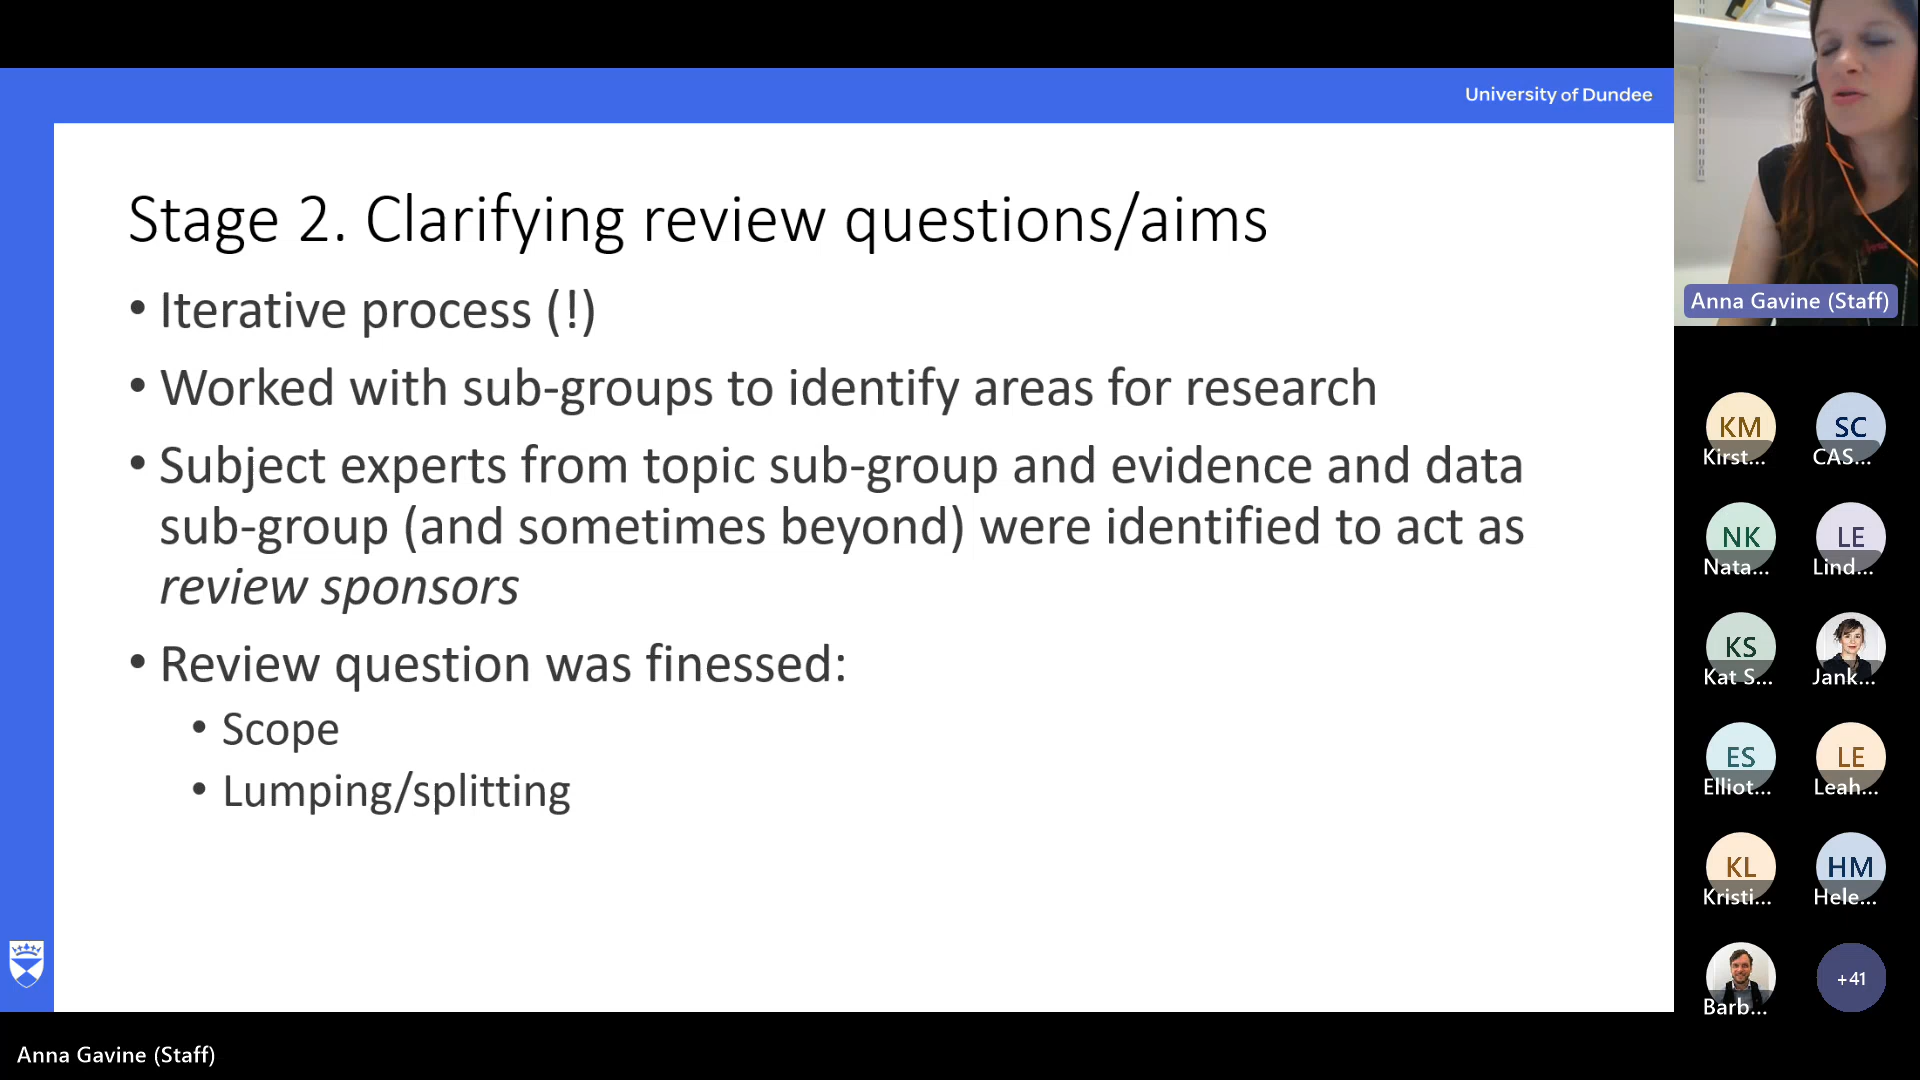 University of Dundee
Stage 2. Clarifying review questions/aims
• Iterative process (!)
• Worked with sub-groups to identify areas for research
• Subject experts from topic sub-group and evidence and data
sub-group (and sometimes beyond) were identified to act as
review sponsors
• Review question was finessed:
• Scope
• Lumping/splitting
Anna Gavine (Staff)
KM
Kirst...
SC
CAS...
NK
Nata...
LE
Lind...
KS
Kat S...
Jank...
ES
Elliot...
LE
Leah...
KL
Kristi...
HM
Hele...
Barb...
+41
Anna Gavine (Staff)